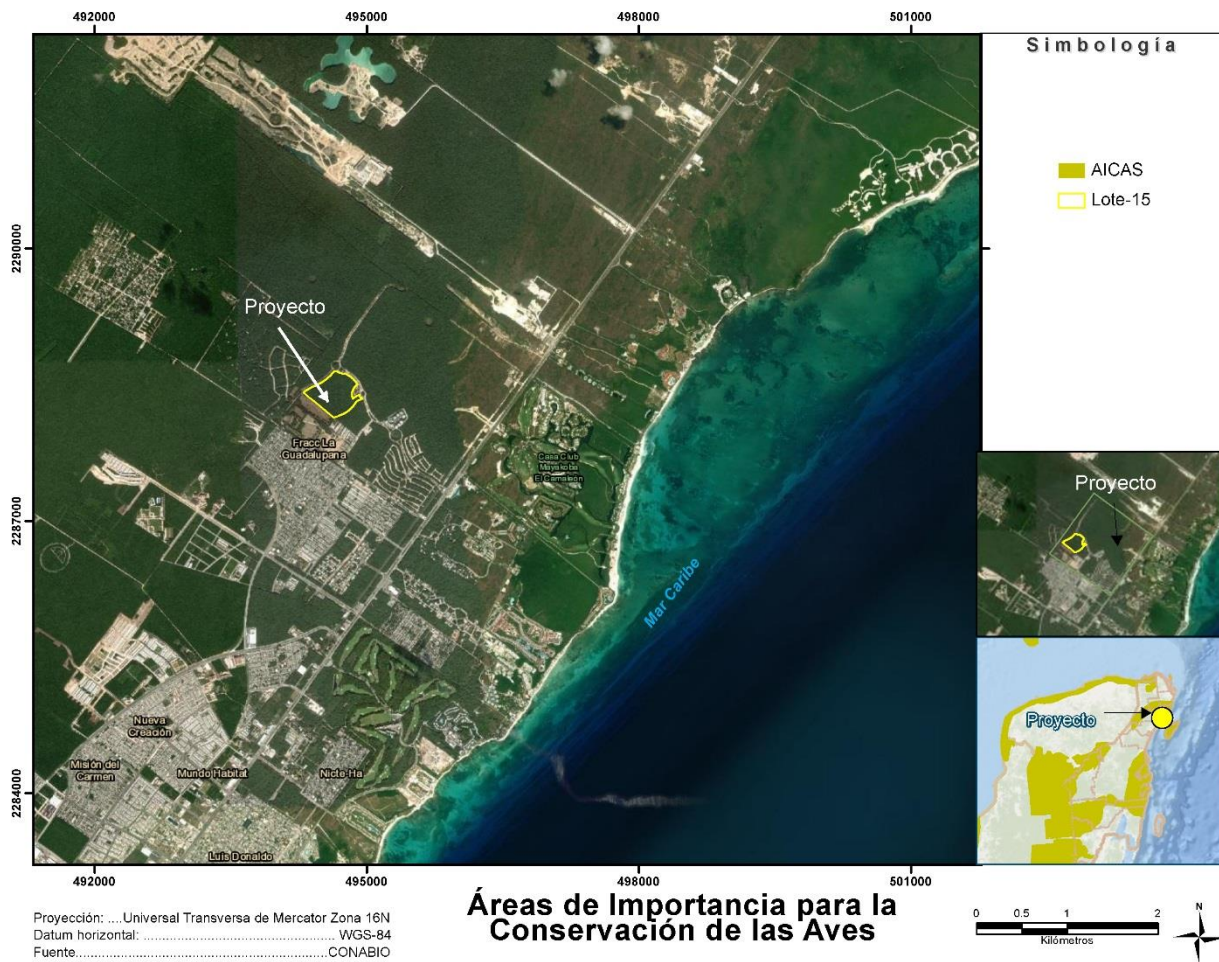 492000
495000
498000
501000
Simbología
AICAS
Lote-15
2290000
2287000
2284000
Proyecto
Fracc La
Guadalupana
Casa Club
Mayakoba
El Camaleón
Mar Caribe
Nueva
Creación
Misión del
Carmen
Mundo Habitat
Nicte-Ha
Luis Donaldo
Proyecto
Proyecto
492000
495000
498000
501000
Proyección: ....Universal Transversa de Mercator Zona 16N
Datum horizontal: ........................................ WGS-84
Fuente......................................................CONABIO
Áreas de Importancia para la
Conservación de las Aves
0 0.5 1 2
Kilómetros
N